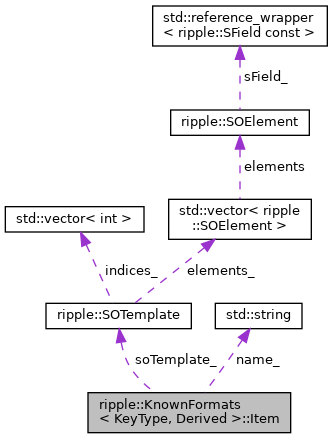 std::reference_wrapper
< ripple::SField const >
sField_
ripple::SOElement
elements
std::vector< int >
std::vector< ripple
::SOElement >
indices_
elements_
ripple::SOTemplate
std::string
soTemplate_
name_
ripple::KnownFormats
< KeyType, Derived >::Item